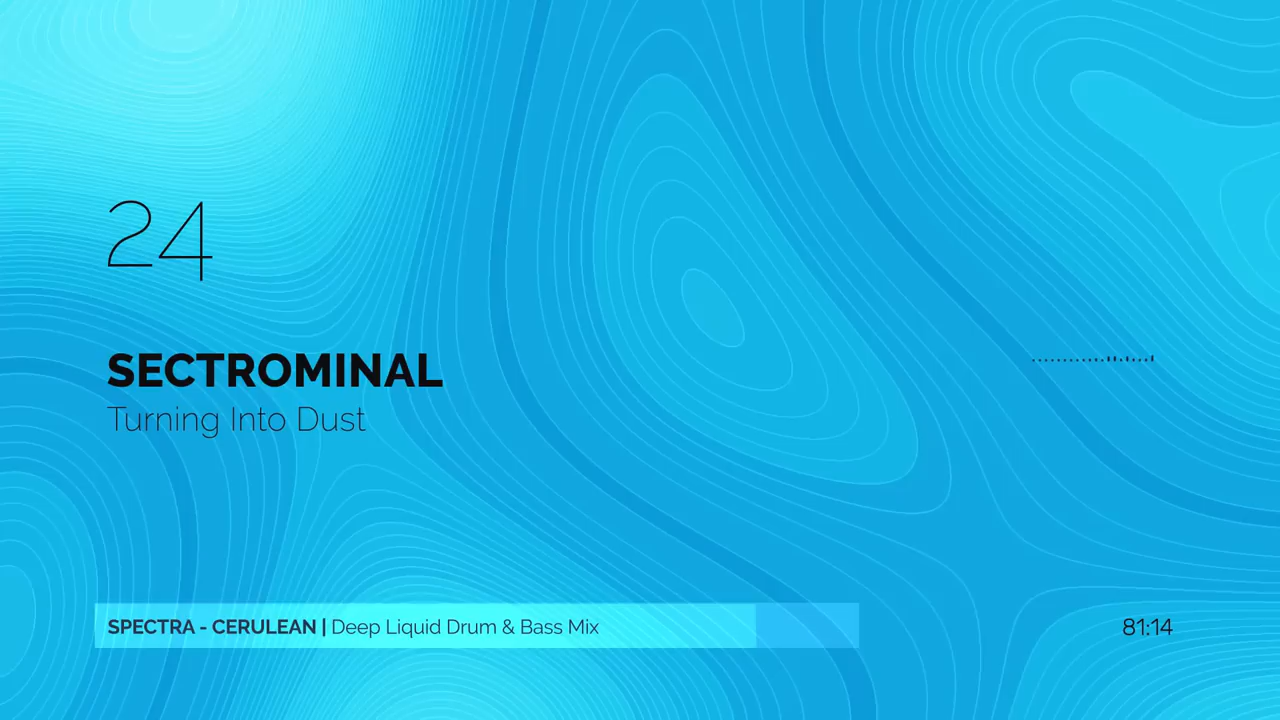 24
SECTROMINAL
Turning Into Dust
SPECTRA - CERULEAN | Deep Liquid Drum & Bass Mix
81:14